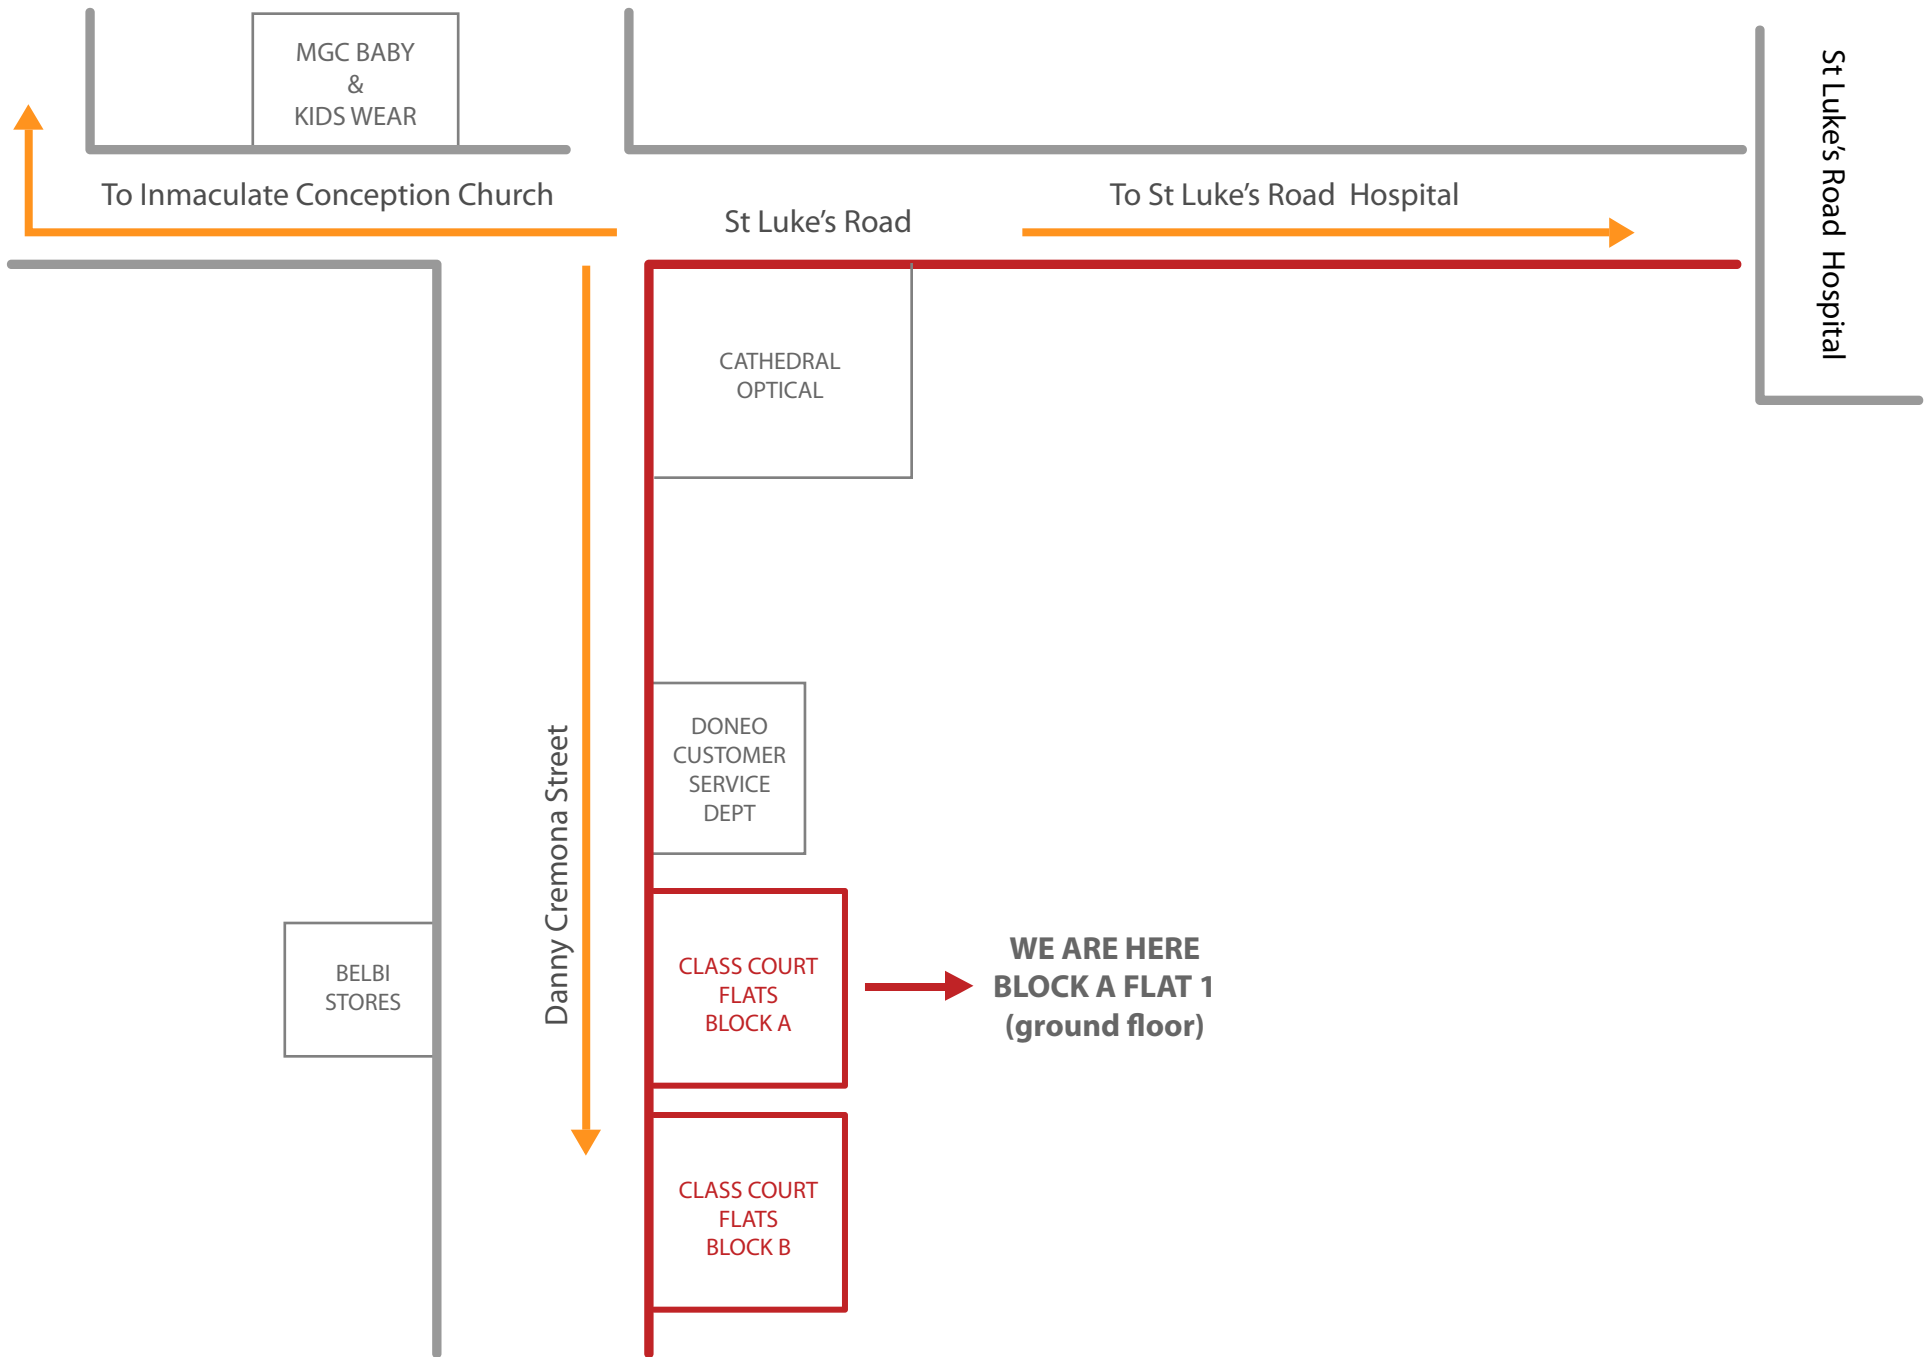 MGC BABY
&
KIDS WEAR
St Luke's Road  Hospital
To Inmaculate Conception Church
St Luke's Road
To St Luke's Road  Hospital
CATHEDRAL
OPTICAL
Danny Cremona Street
DONEO
CUSTOMER
SERVICE
DEPT
BELBI
STORES
CLASS COURT
FLATS
BLOCK A
WE ARE HERE
BLOCK A FLAT 1
(ground floor)
CLASS COURT
FLATS
BLOCK B